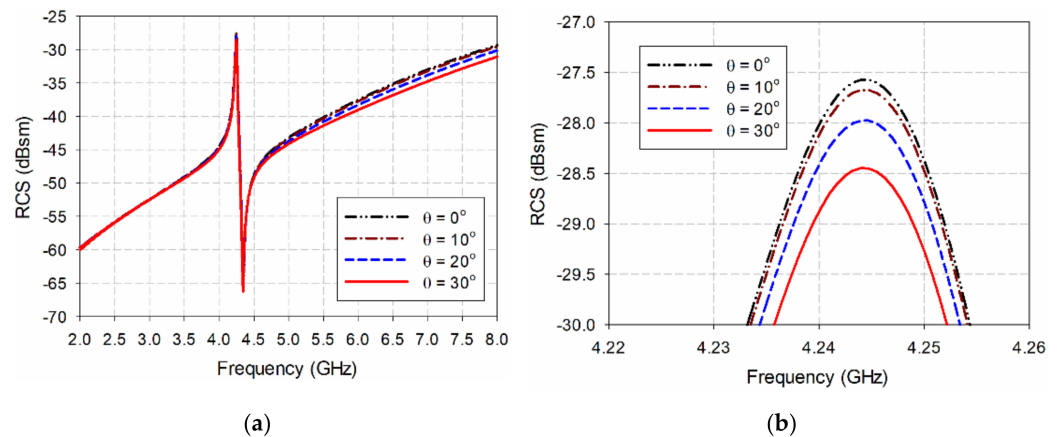 -25
-30
-35
-40
-45
-50
-55
-60
-65
-70
RCS (dBsm)
θ = 0°
θ = 10°
θ = 20°
θ = 30°
2.0 2.5 3.0 3.5 4.0 4.5 5.0 5.5 6.0 6.5 7.0 7.5 8.0
Frequency (GHz)
(a)
-27.0
-27.5
-28.0
-28.5
-29.0
-29.5
-30.0
RCS (dBsm)
θ = 0°
θ = 10°
θ = 20°
θ = 30°
4.22 4.23 4.24 4.25 4.26
Frequency (GHz)
(b)